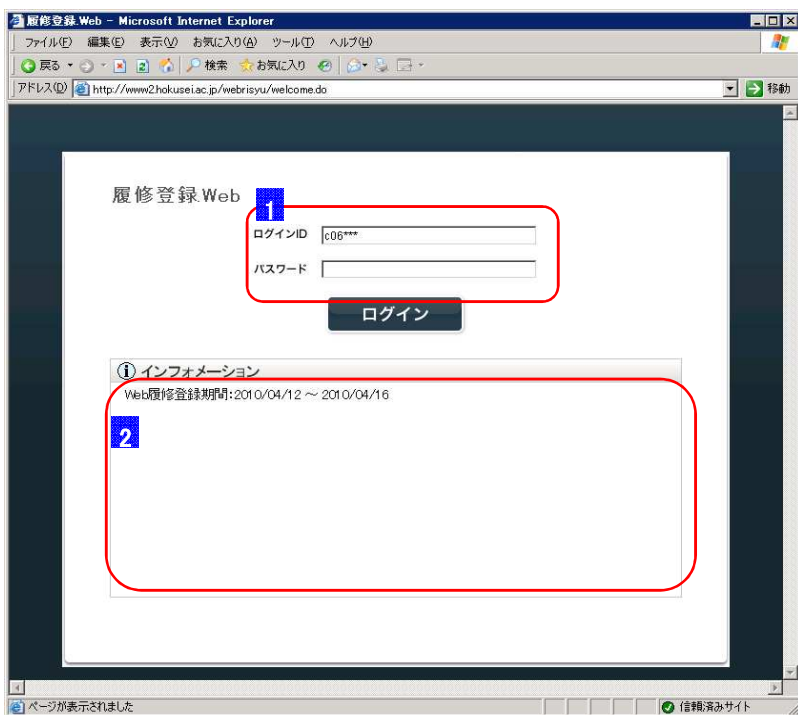 履修登録.Web - Microsoft Internet Explorer
ファイル(F) 編集(E) 表示(V) お気に入り(A) ツール(T) ヘルプ(H)
戻る 検索 お気に入り
アドレス(D) http://www2.hokusei.ac.jp/webrisyu/welcome.do 移動
履修登録.Web
1
ログインID c06***
パスワード
ログイン
インフォメーション
Web履修登録期間:2010/04/12 ～ 2010/04/16
2
ページが表示されました 信頼済みサイト